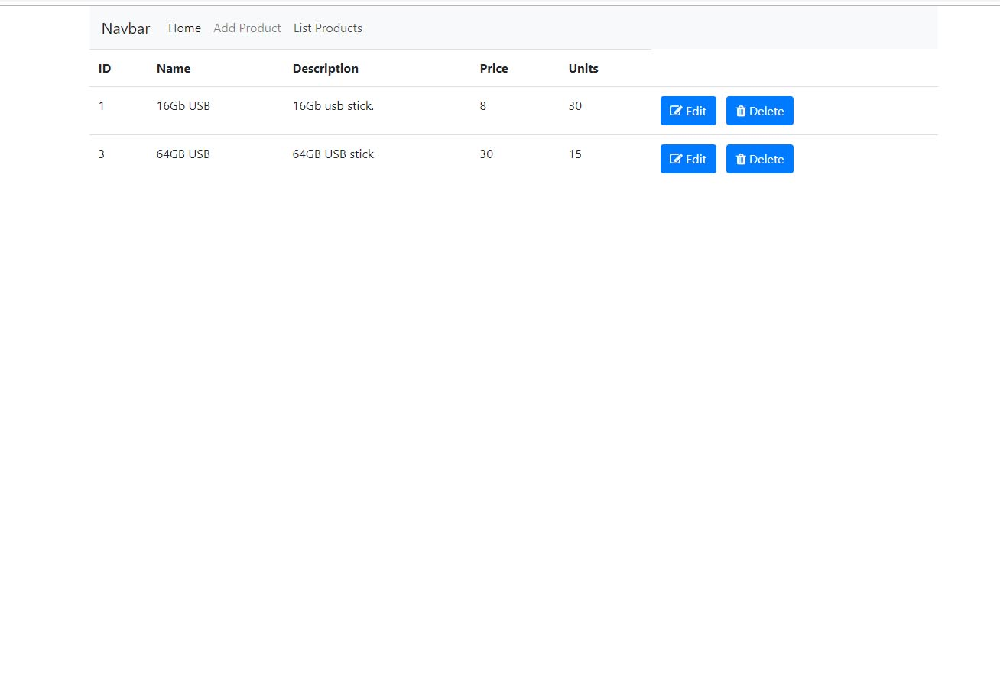 Navbar Home Add Product List Products
ID Name Description Price Units
1 16Gb USB 16Gb usb stick. 8 30 Edit Delete
3 64GB USB 64GB USB stick 30 15 Edit Delete